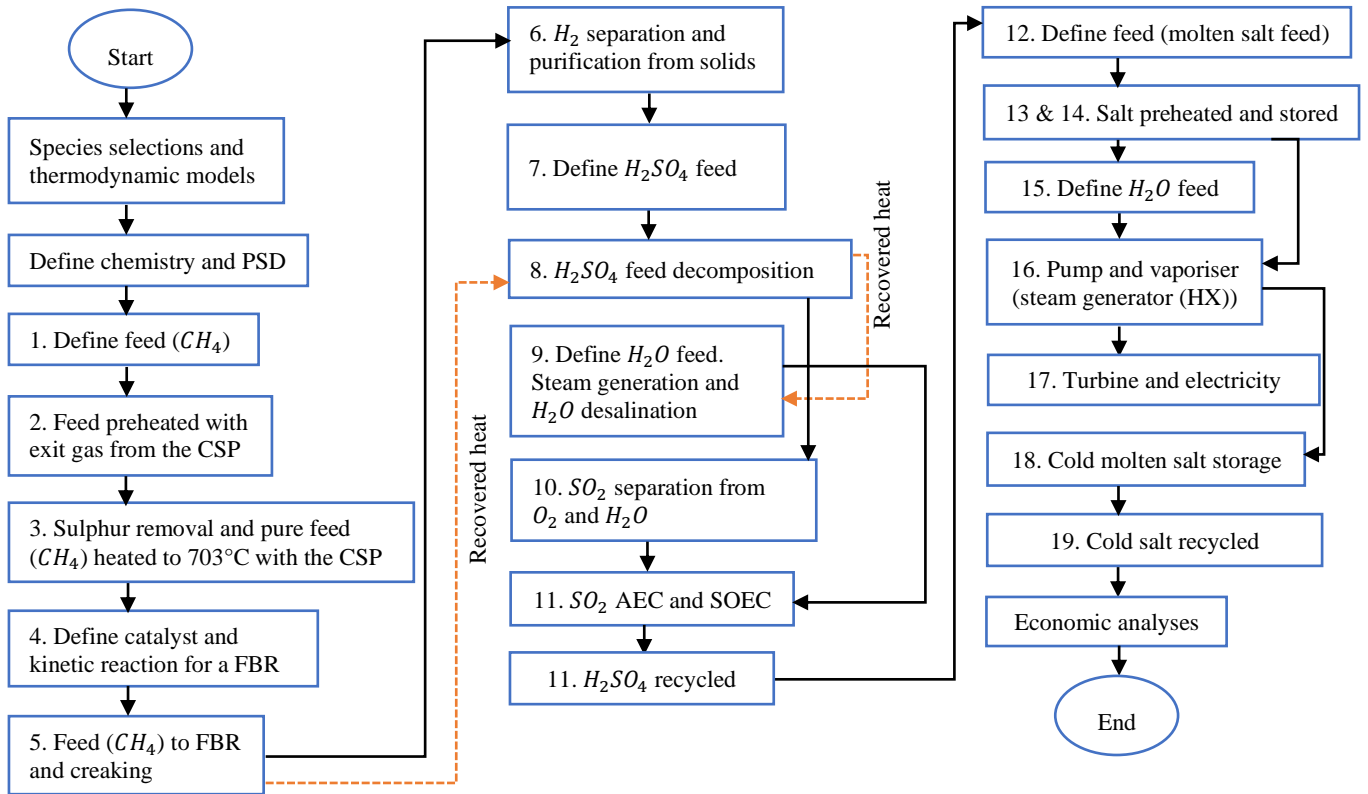 Start
Species selections and
thermodynamic models
Define chemistry and PSD
1. Define feed (CH₄)
2. Feed preheated with
exit gas from the CSP
3. Sulphur removal and pure feed
(CH₄) heated to 703°C with the CSP
4. Define catalyst and
kinetic reaction for a FBR
5. Feed (CH₄) to FBR
and creaking
Recovered heat
6. H₂ separation and
purification from solids
7. Define H₂SO₄ feed
8. H₂SO₄ feed decomposition
Recovered heat
9. Define H₂O feed.
Steam generation and
H₂O desalination
10. SO₂ separation from
O₂ and H₂O
11. SO₂ AEC and SOEC
11. H₂SO₄ recycled
12. Define feed (molten salt feed)
13 & 14. Salt preheated and stored
15. Define H₂O feed
16. Pump and vaporiser
(steam generator (HX))
17. Turbine and electricity
18. Cold molten salt storage
19. Cold salt recycled
Economic analyses
End